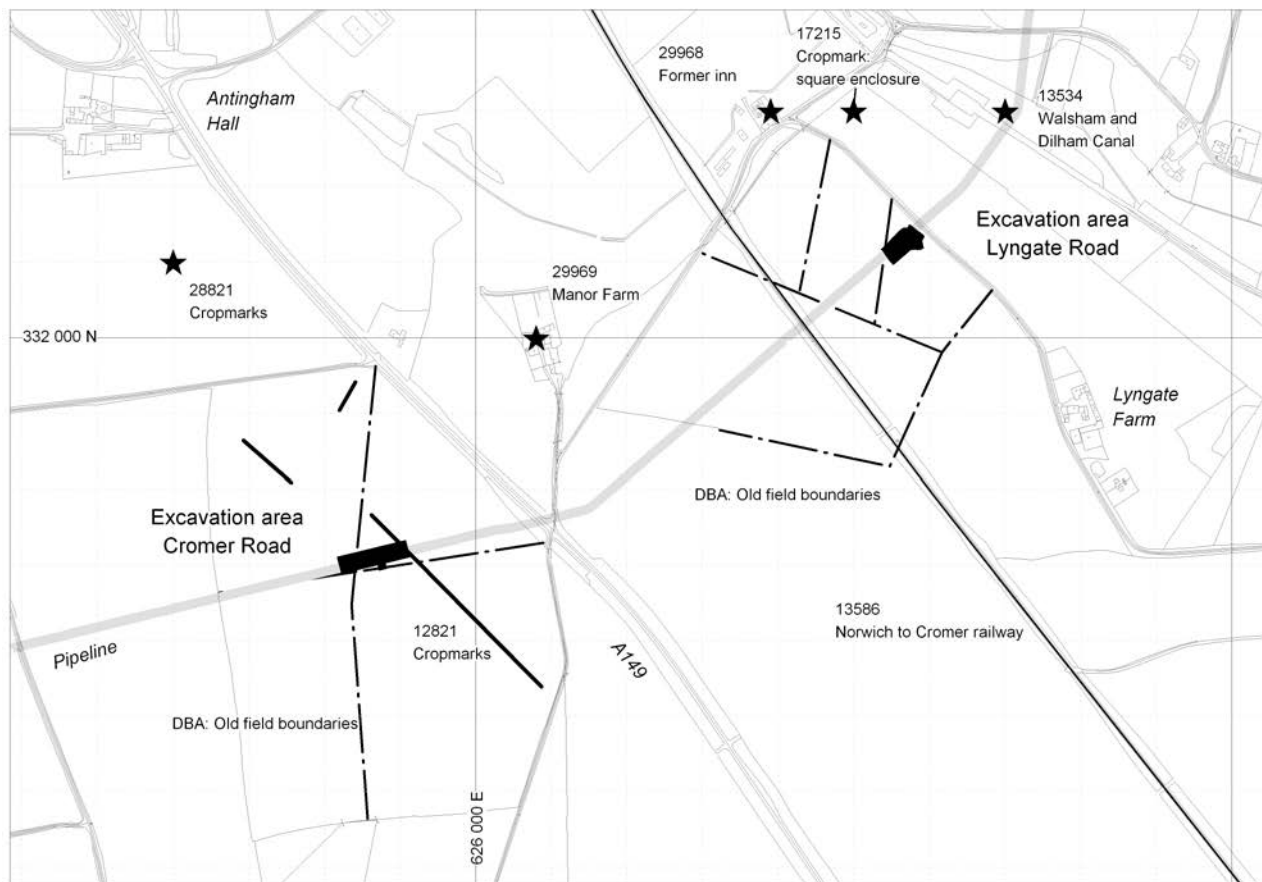 29968
Former inn
17215
Cropmark:
square enclosure
13534
Walsham and
Dilham Canal
Antingham
Hall
Excavation area
Lyngate Road
28821
Cropmarks
29969
Manor Farm
332 000 N
Lyngate
Farm
DBA: Old field boundaries
Excavation area
Cromer Road
13586
Norwich to Cromer railway
12821
Cropmarks
Pipeline
A149
DBA: Old field boundaries
626 000 E